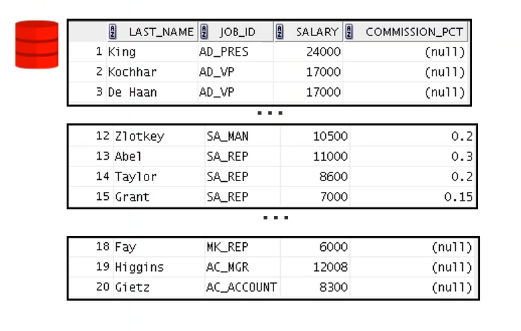 LAST_NAME JOB_ID SALARY COMMISSION_PCT
1 King AD_PRES 24000 (null)
2 Kochhar AD_VP 17000 (null)
3 De Haan AD_VP 17000 (null)
...
12 Zlotkey SA_MAN 10500 0.2
13 Abel SA_REP 11000 0.3
14 Taylor SA_REP 8600 0.2
15 Grant SA_REP 7000 0.15
...
18 Fay MK_REP 6000 (null)
19 Higgins AC_MGR 12008 (null)
20 Gietz AC_ACCOUNT 8300 (null)